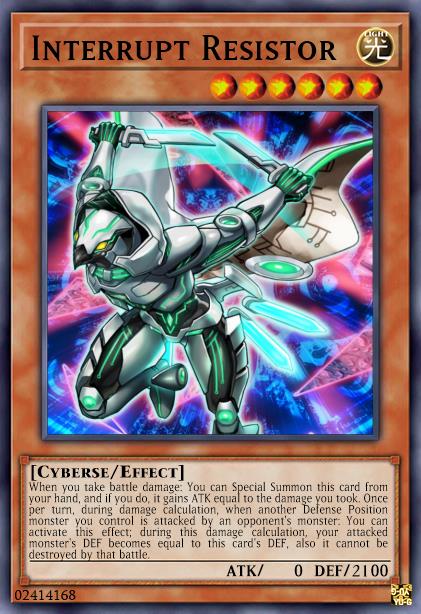 INTERRUPT RESISTOR
LIGHT
光
[CYBERSE/EFFECT]
When you take battle damage: You can Special Summon this card from
your hand, and if you do, it gains ATK equal to the damage you took. Once
per turn, during damage calculation, when another Defense Position
monster you control is attacked by an opponent's monster: You can
activate this effect; during this damage calculation, your attacked
monster's DEF becomes equal to this card's DEF, also it cannot be
destroyed by that battle.
ATK/ 0 DEF/2100
02414168